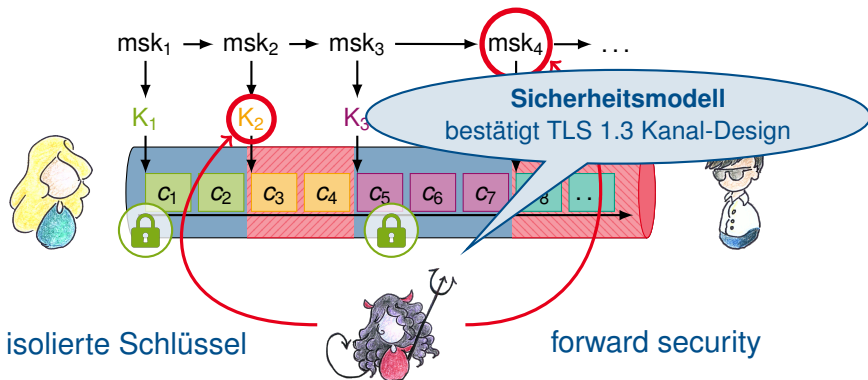 msk1 msk2 msk3 msk4 ...
K1 K2 K3
Sicherheitsmodell
bestätigt TLS 1.3 Kanal-Design
c1 c2 c3 c4 c5 c6 c7 8 ...
isolierte Schlüssel
forward security